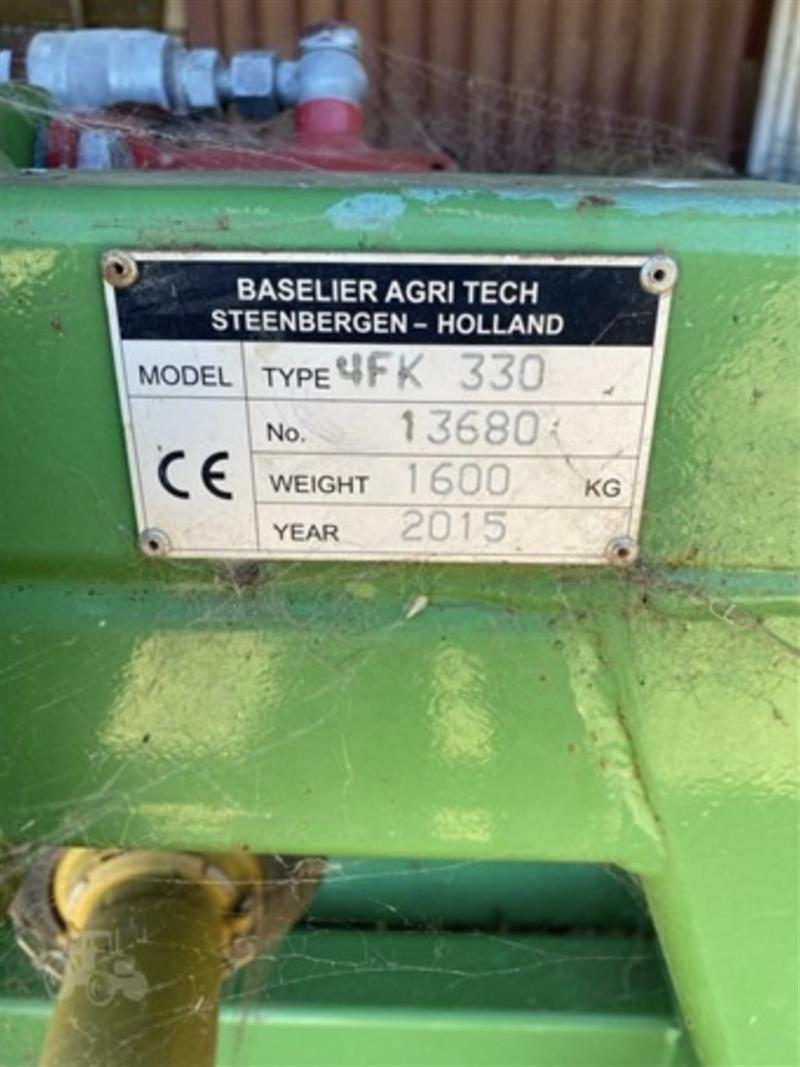 BASELIER AGRI TECH
STEENBERGEN – HOLLAND
MODEL TYPE 4FK 330
No. 13680
CE
WEIGHT 1600 KG
YEAR 2015